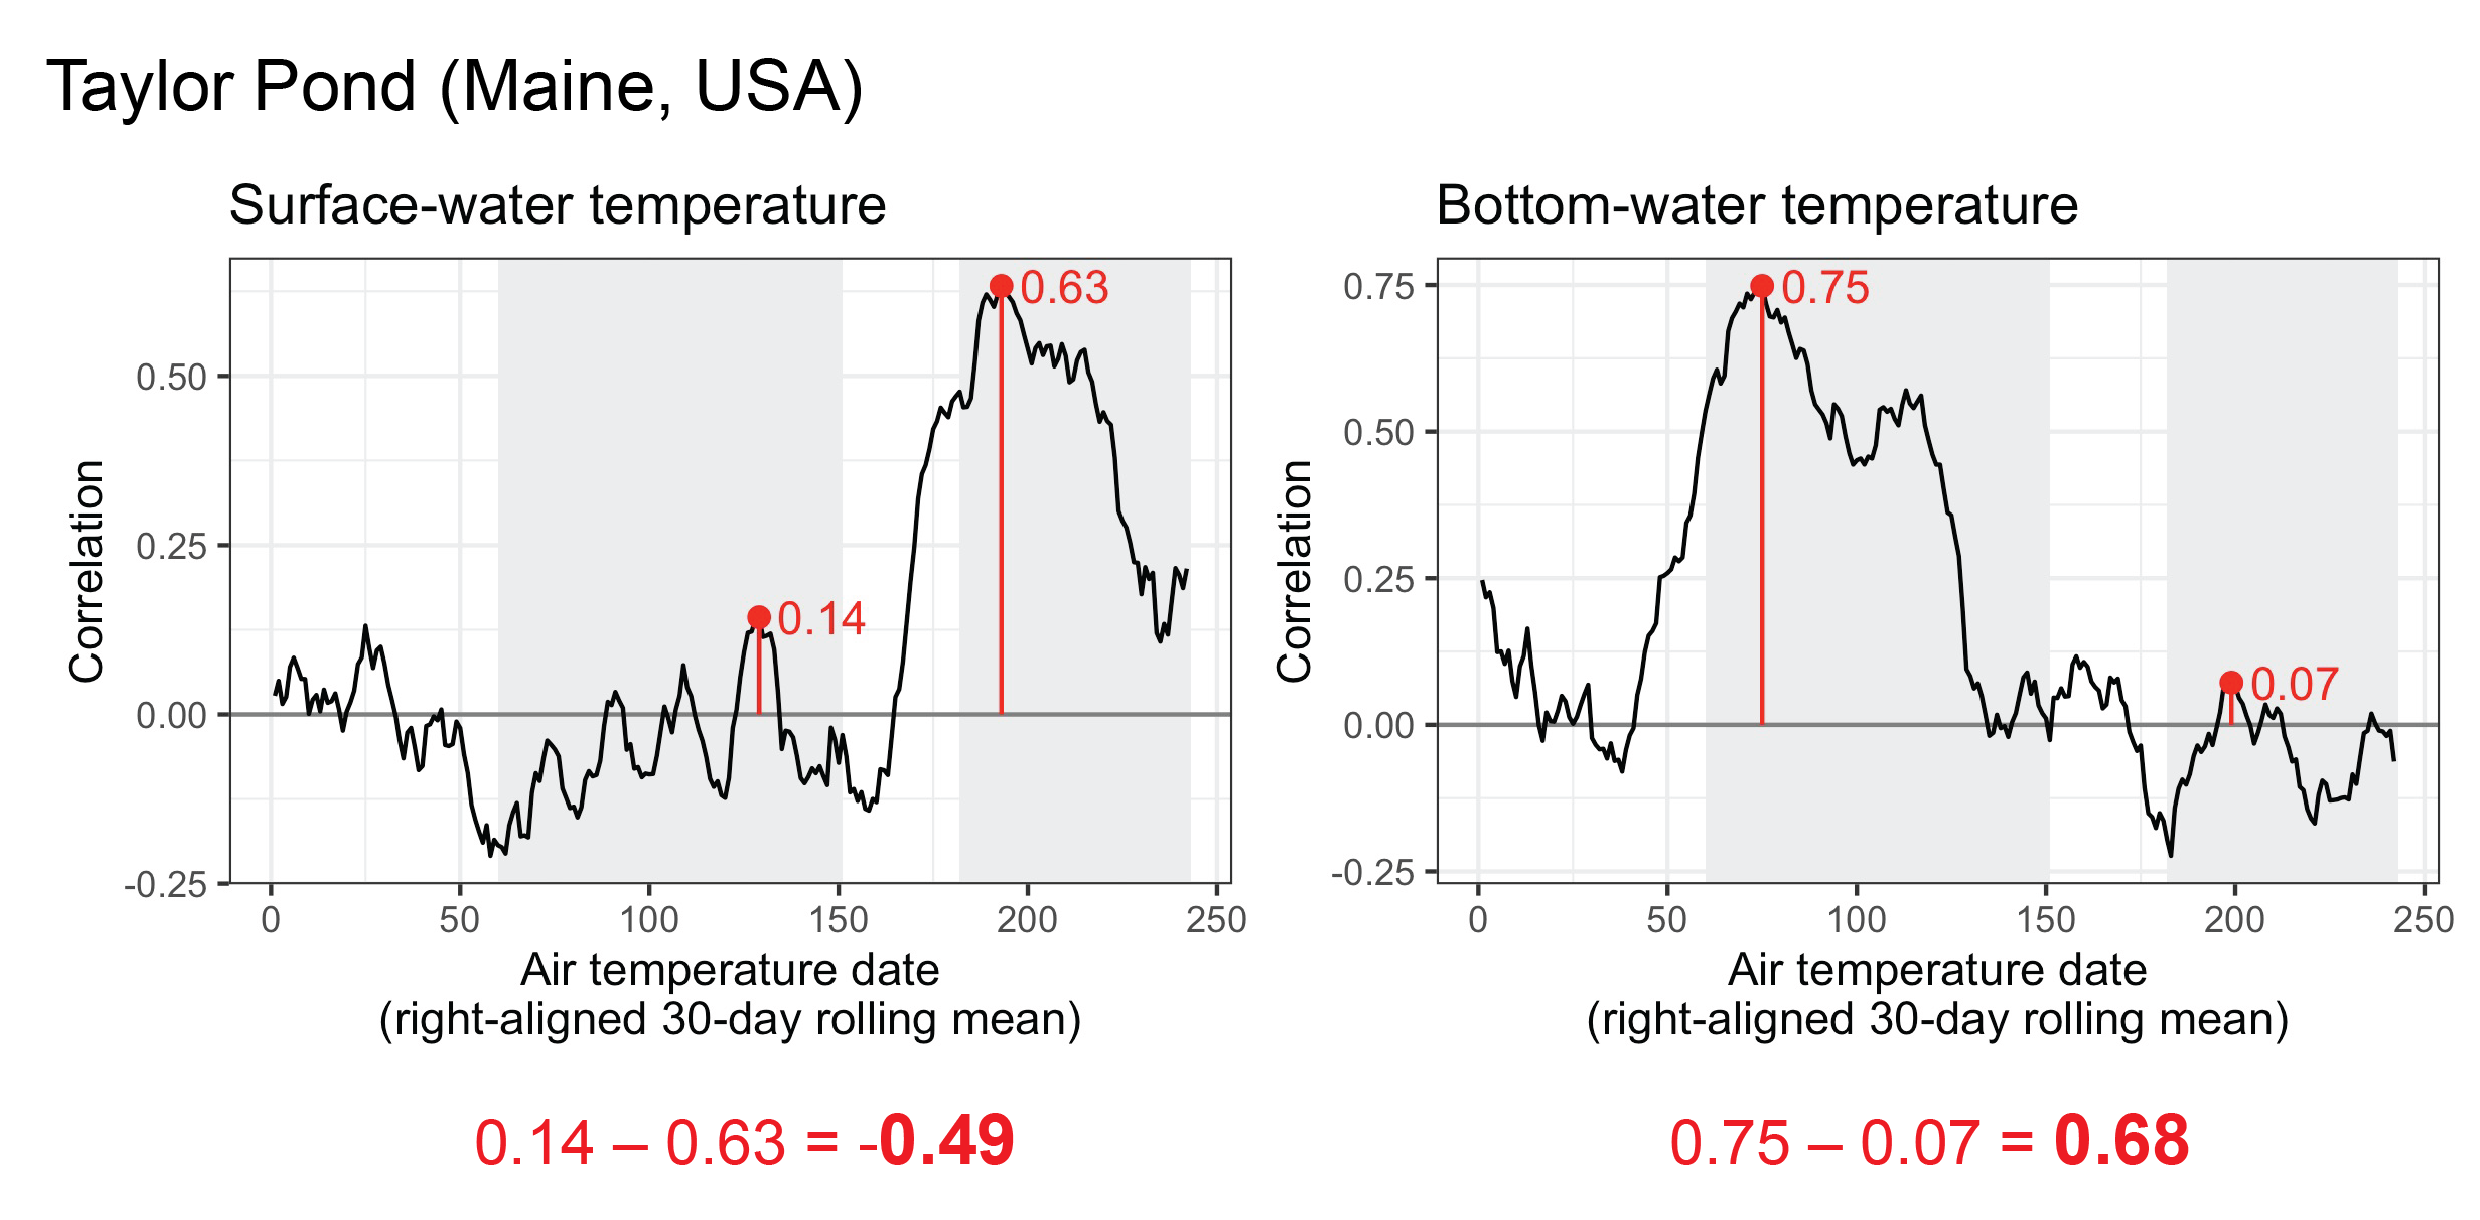 Taylor Pond (Maine, USA)
Surface-water temperature
0.50
0.25
0.00
-0.25
Correlation
0.14
0.63
0 50 100 150 200 250
Air temperature date
(right-aligned 30-day rolling mean)
0.14 – 0.63 = -0.49
Bottom-water temperature
0.75
0.50
0.25
0.00
-0.25
Correlation
0.75
0.07
0 50 100 150 200 250
Air temperature date
(right-aligned 30-day rolling mean)
0.75 – 0.07 = 0.68